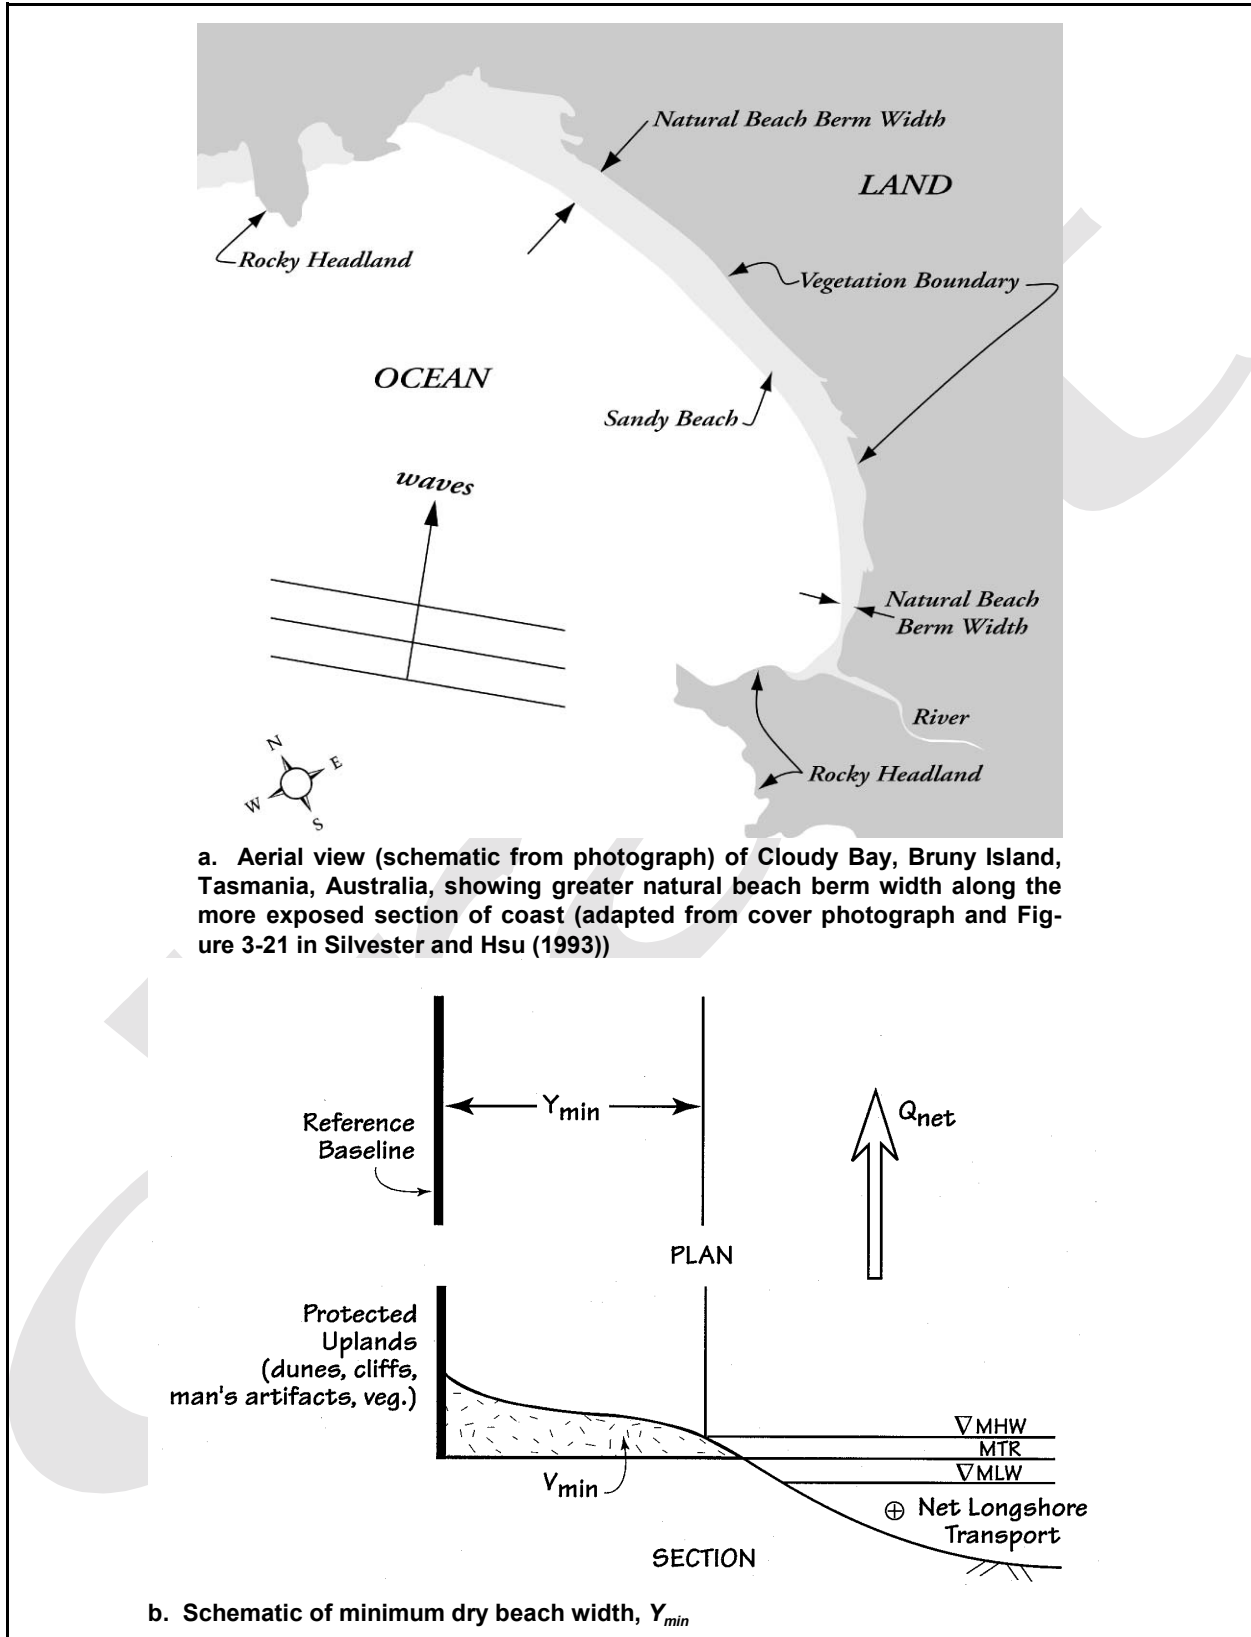 Natural Beach Berm Width
LAND
Rocky Headland
Vegetation Boundary
OCEAN
Sandy Beach
waves
Natural Beach
Berm Width
River
N
E
W
S
Rocky Headland
a. Aerial view (schematic from photograph) of Cloudy Bay, Bruny Island,
Tasmania, Australia, showing greater natural beach berm width along the
more exposed section of coast (adapted from cover photograph and Fig-
ure 3-21 in Silvester and Hsu (1993))
Ymin
Qnet
Reference
Baseline
PLAN
Protected
Uplands
(dunes, cliffs,
man's artifacts, veg.)
MHW
MTR
MLW
Vmin
Net Longshore
Transport
SECTION
b. Schematic of minimum dry beach width, Ymin